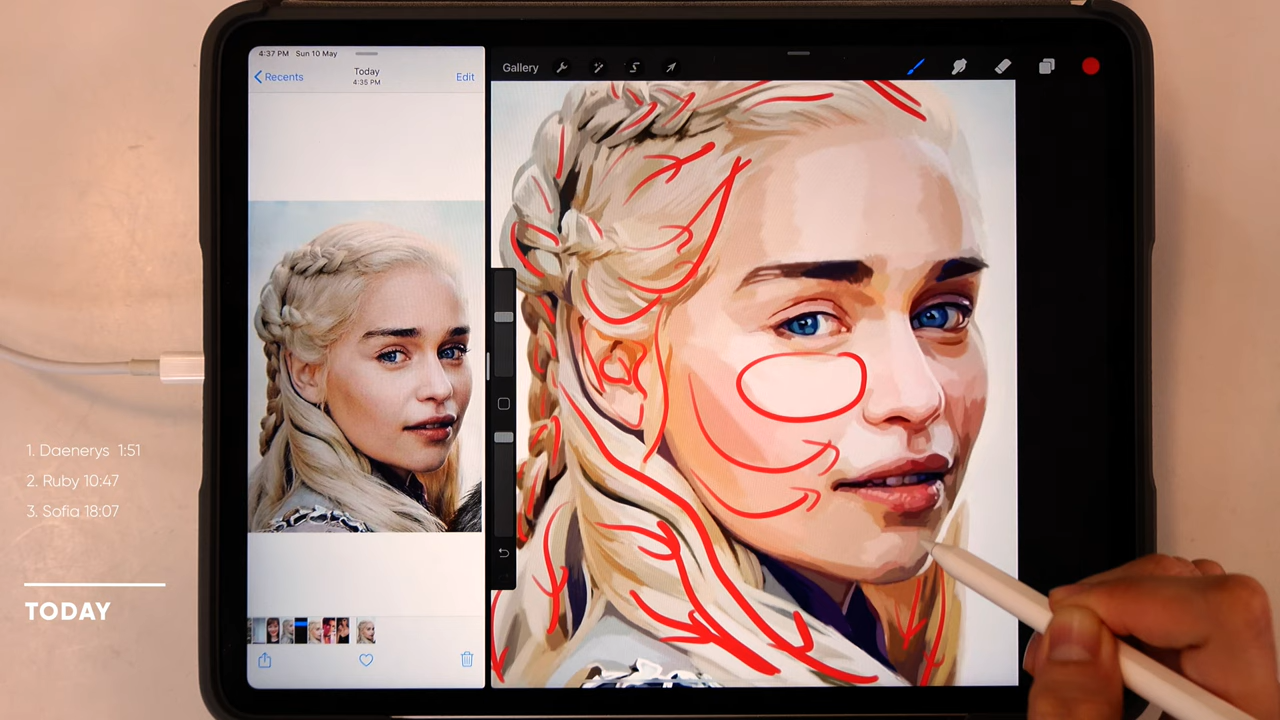 4:37 PM Sun 10 May
Recents
Today
4:35 PM
Edit
Gallery
1. Daenerys 1:51
2. Ruby 10:47
3. Sofia 18:07
TODAY